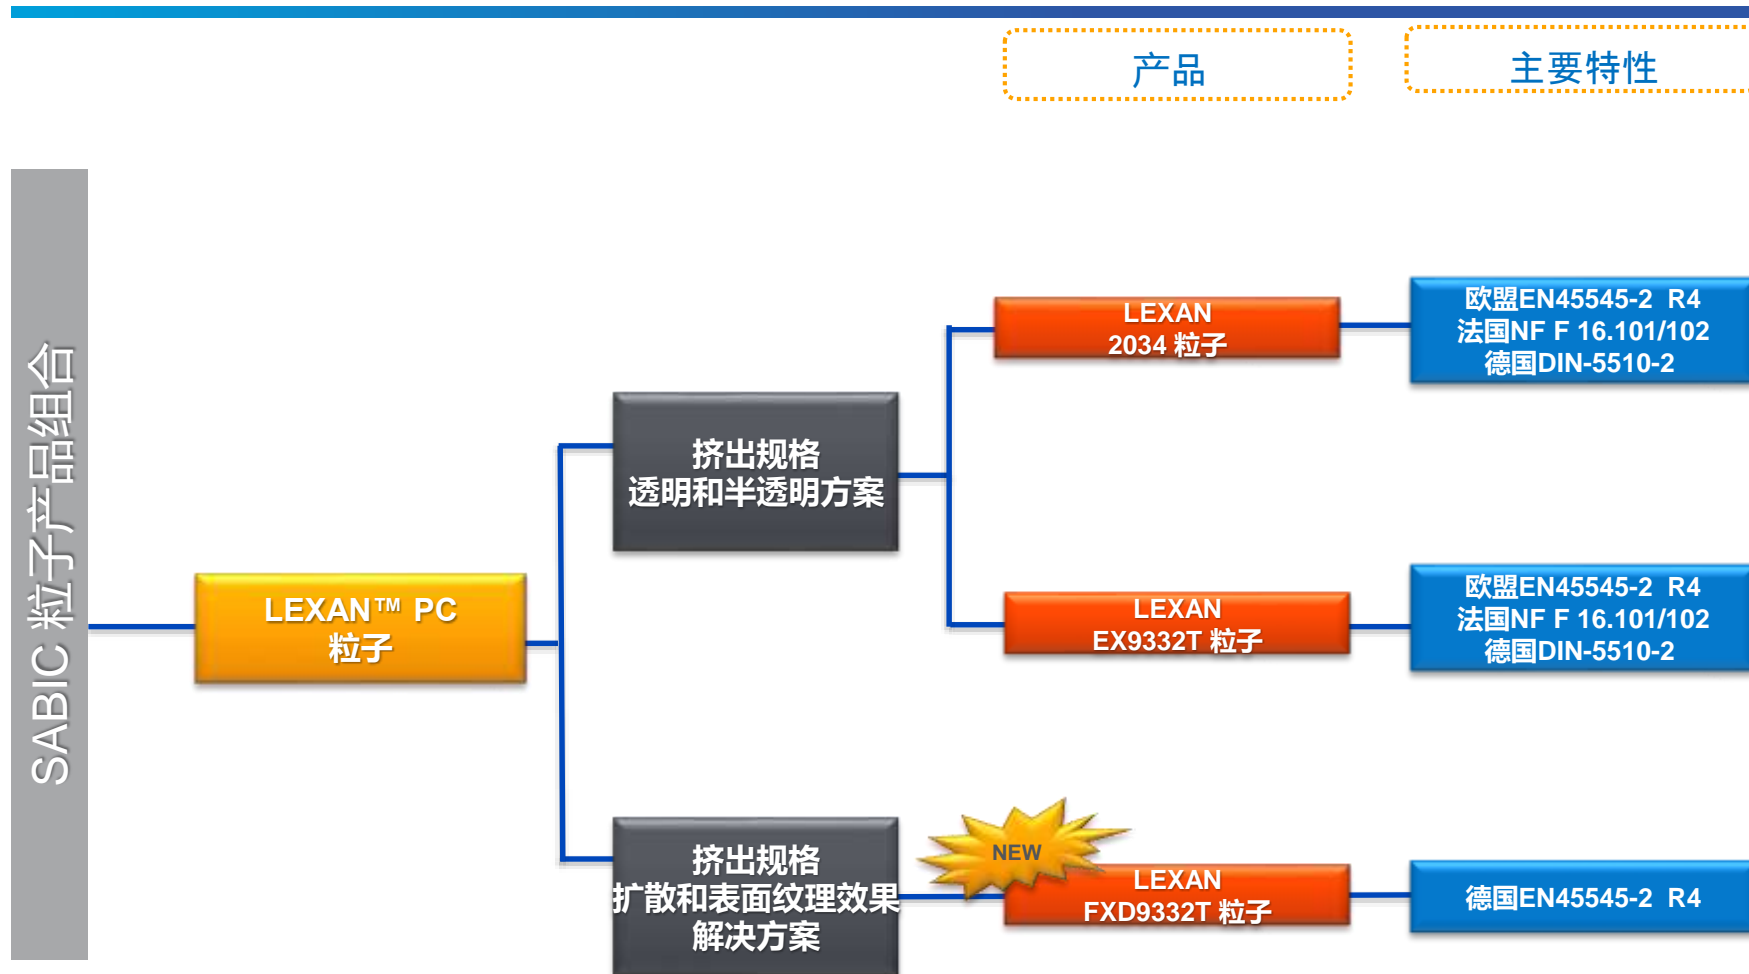 产品
主要特性
SABIC 粒子产品组合
LEXAN™ PC
粒子
挤出规格
透明和半透明方案
LEXAN
2034 粒子
欧盟EN45545-2 R4
法国NF F 16.101/102
德国DIN-5510-2
LEXAN
EX9332T 粒子
欧盟EN45545-2 R4
法国NF F 16.101/102
德国DIN-5510-2
挤出规格
扩散和表面纹理效果
解决方案
NEW
LEXAN
FXD9332T 粒子
德国EN45545-2 R4